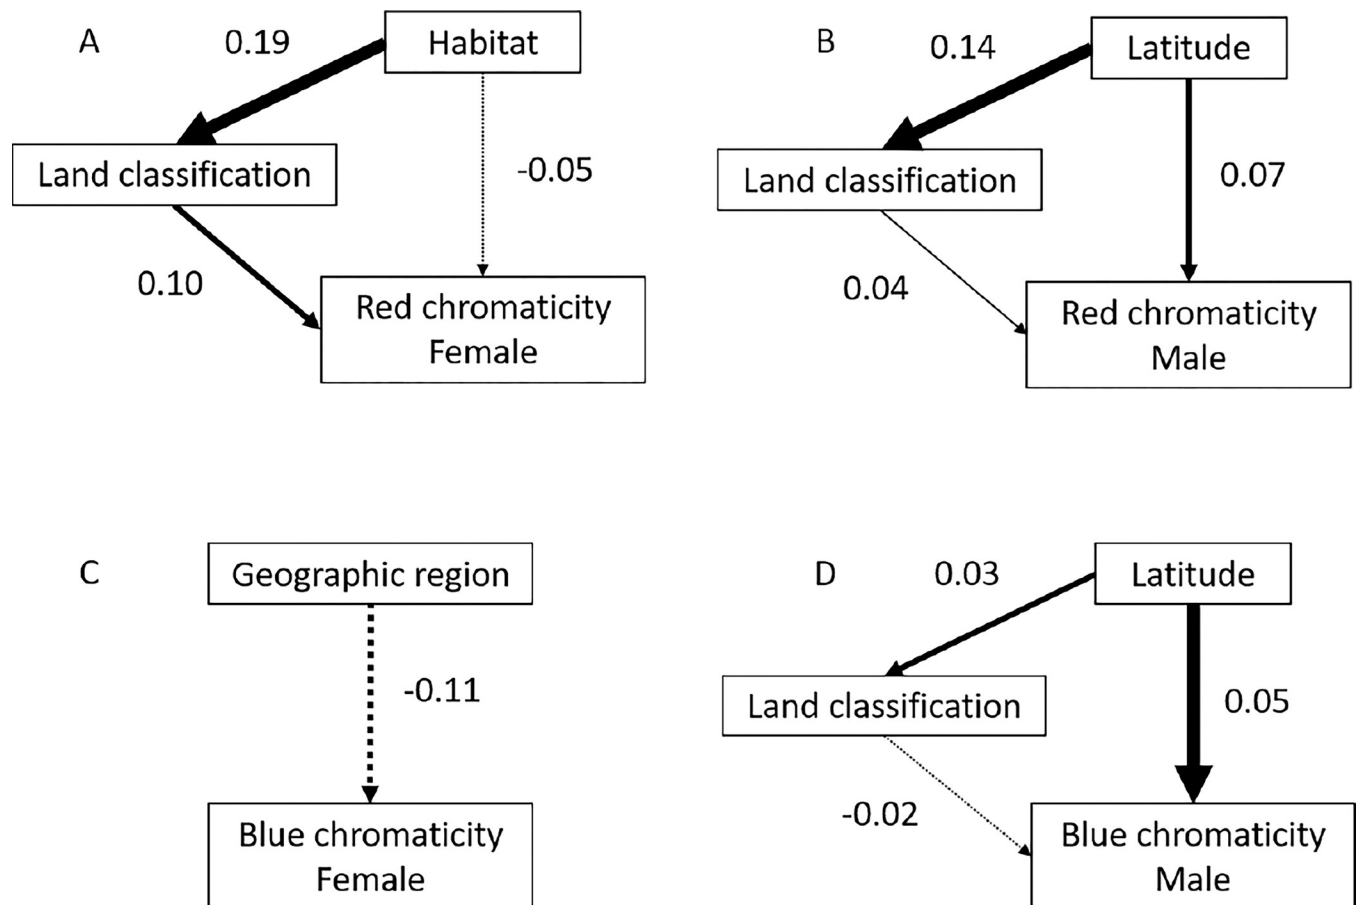 A
0.19
Habitat
Land classification
-0.05
0.10
Red chromaticity
Female
B
0.14
Latitude
Land classification
0.07
0.04
Red chromaticity
Male
C
Geographic region
-0.11
Blue chromaticity
Female
D
0.03
Latitude
Land classification
0.05
-0.02
Blue chromaticity
Male